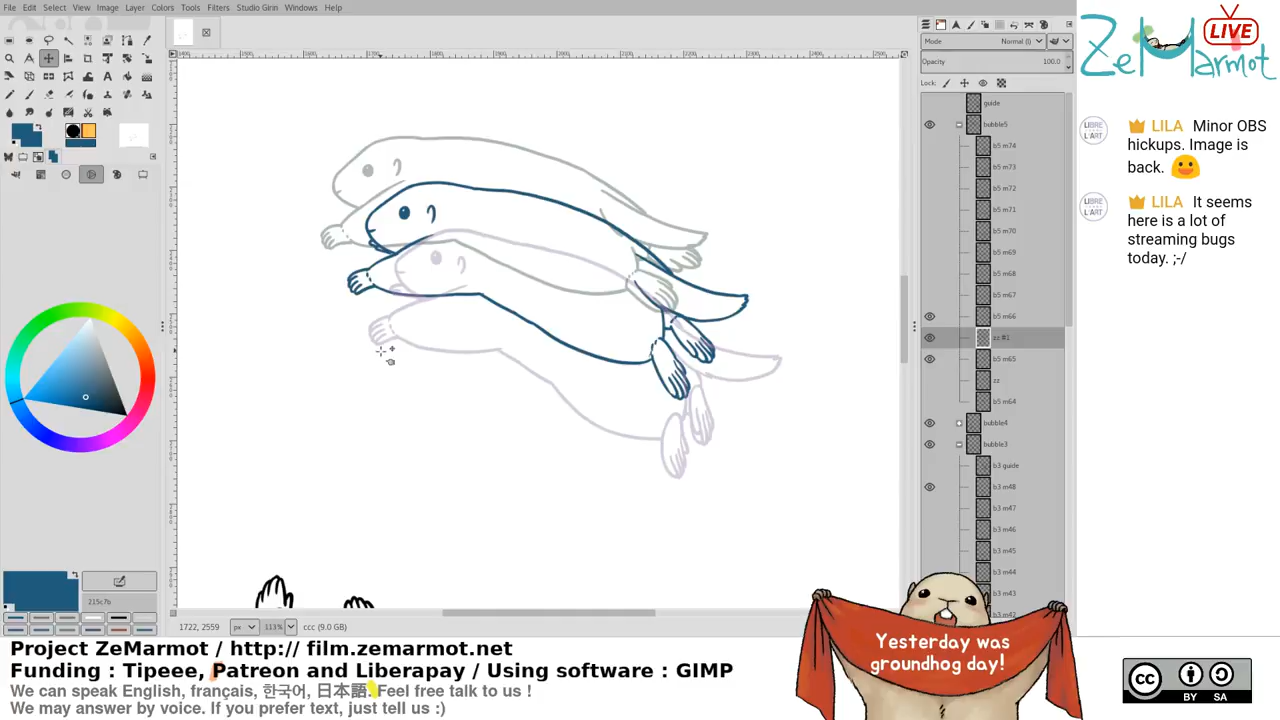 File Edit Select View Image Layer Colors Tools Filters Studio Girin Windows Help
Mode Normal (l)
Opacity 100.0
Lock:
guide
bubble5
b5 m74
b5 m73
b5 m72
b5 m71
b5 m70
b5 m69
b5 m68
b5 m67
b5 m66
zz #1
b5 m65
zz
b5 m64
bubble4
bubble3
b3 guide
b3 m48
b3 m47
b3 m46
b3 m45
b3 m44
b3 m43
b3 m42
215c7b
1722, 2559 px 113% ccc (9.0 GB)
LIVE
ZeMarmot
LIBRE
L'ART
LILA Minor OBS
hickups. Image is
back.
LIBRE
L'ART
LILA It seems
here is a lot of
streaming bugs
today. ;-/
Yesterday was
groundhog day!
Project ZeMarmot / http:// film.zemarmot.net
Funding : Tipeee, Patreon and Liberapay / Using software : GIMP
We can speak English, français, 한국어, 日本語. Feel free talk to us !
We may answer by voice. If you prefer text, just tell us :)
cc
BY SA